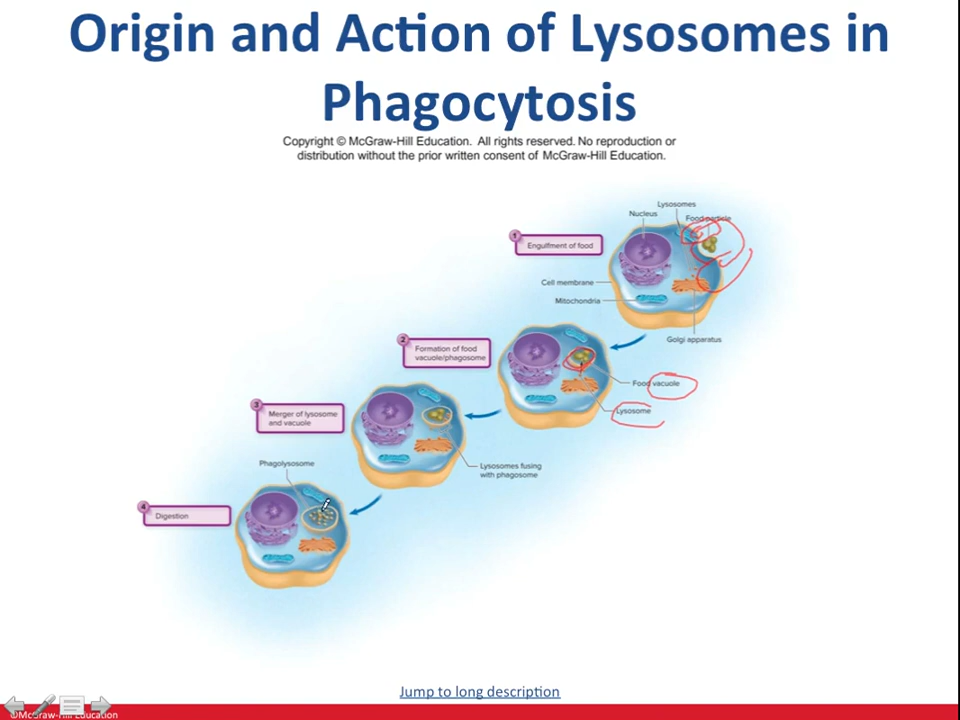 Origin and Action of Lysosomes in
Phagocytosis
Copyright © McGraw-Hill Education. All rights reserved. No reproduction or
distribution without the prior written consent of McGraw-Hill Education.
Lysosomes
Nucleus
Food particle
1
Engulfment of food
Cell membrane
Mitochondria
Golgi apparatus
2
Formation of food
vacuole/phagosome
Food vacuole
Lysosome
3
Merger of lysosome
and vacuole
Phagolysosome
Lysosomes fusing
with phagosome
4
Digestion
Jump to long description
©McGraw-Hill Education